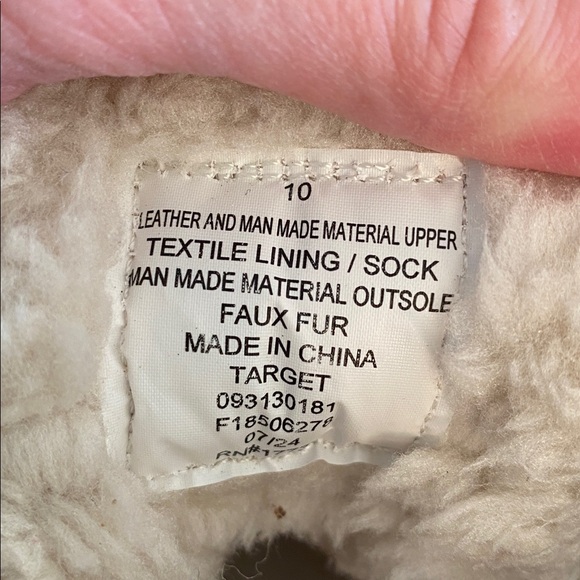 10
LEATHER AND MAN MADE MATERIAL UPPER
TEXTILE LINING / SOCK
MAN MADE MATERIAL OUTSOLE
FAUX FUR
MADE IN CHINA
TARGET
093130181
F18506278
07/24